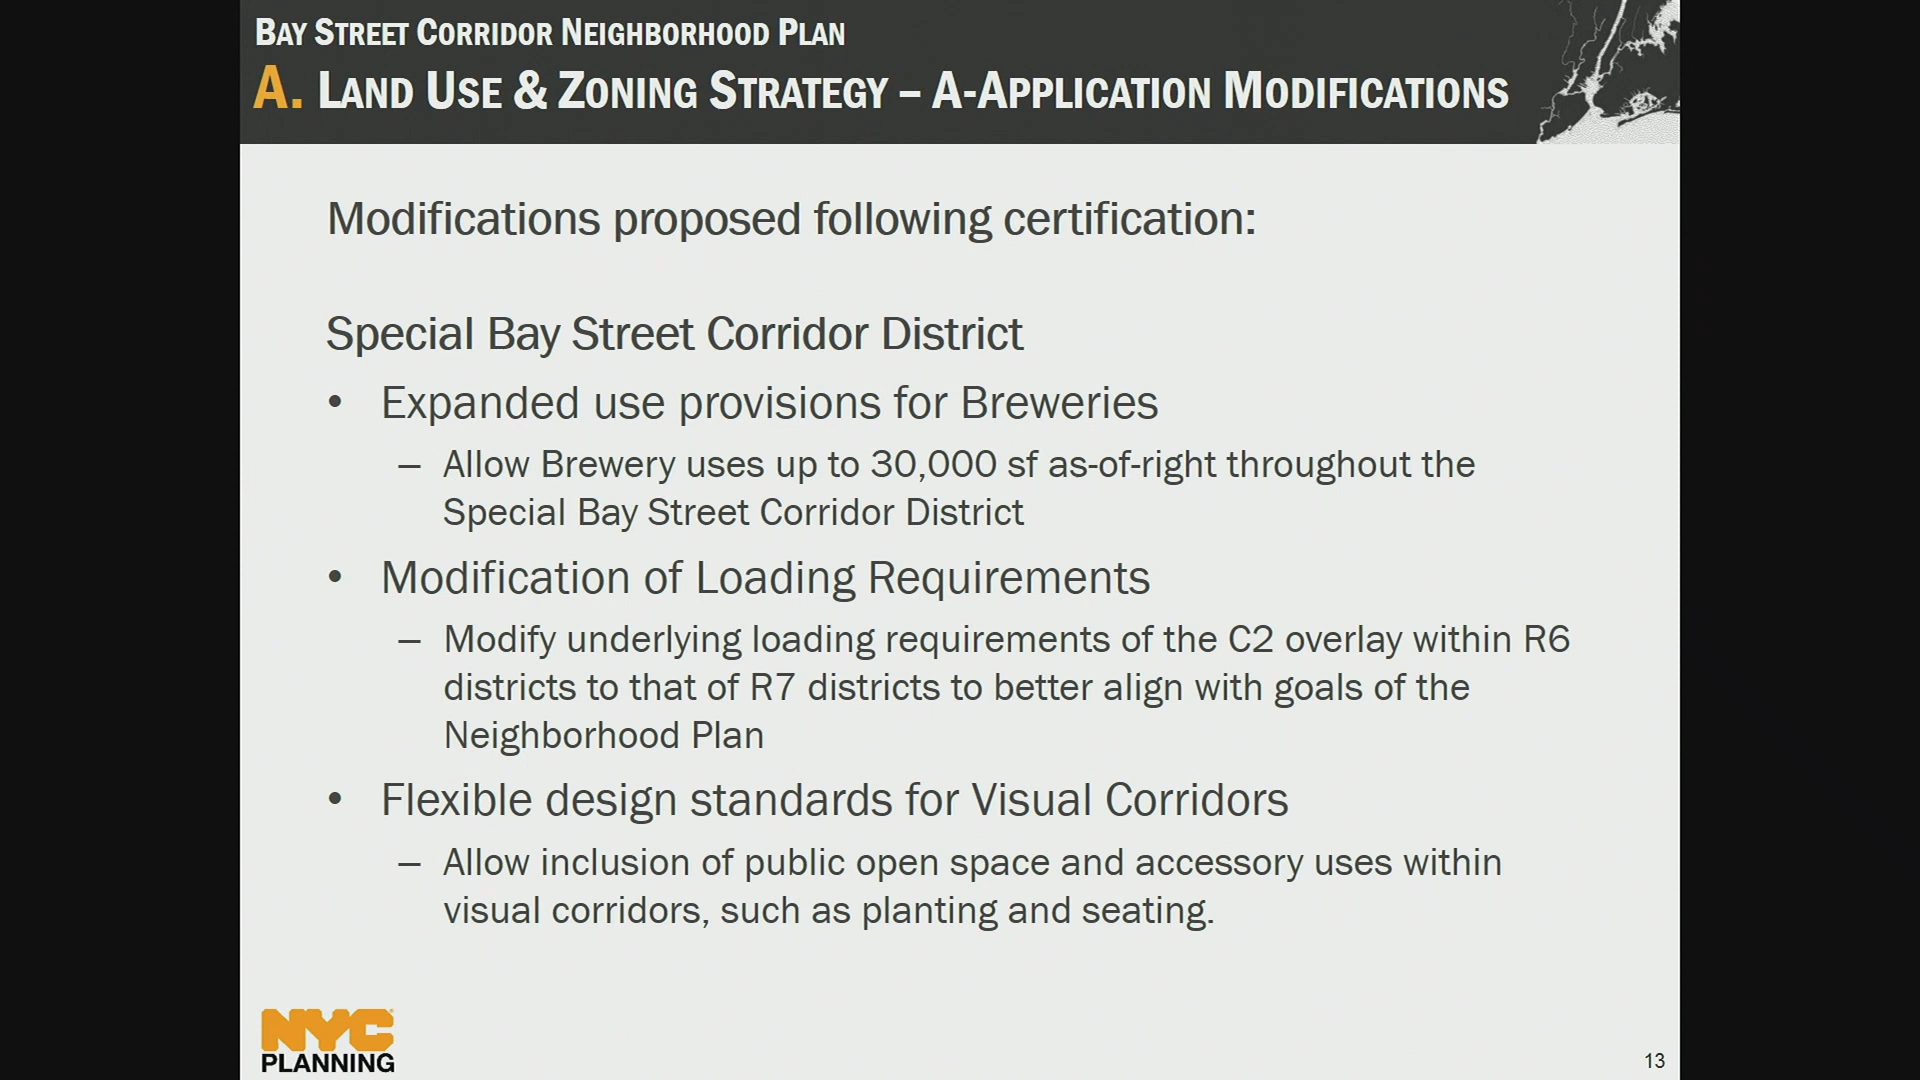 BAY STREET CORRIDOR NEIGHBORHOOD PLAN
A. LAND USE & ZONING STRATEGY – A-APPLICATION MODIFICATIONS
Modifications proposed following certification:
Special Bay Street Corridor District
• Expanded use provisions for Breweries
– Allow Brewery uses up to 30,000 sf as-of-right throughout the
Special Bay Street Corridor District
• Modification of Loading Requirements
– Modify underlying loading requirements of the C2 overlay within R6
districts to that of R7 districts to better align with goals of the
Neighborhood Plan
• Flexible design standards for Visual Corridors
– Allow inclusion of public open space and accessory uses within
visual corridors, such as planting and seating.
NYC
PLANNING
13